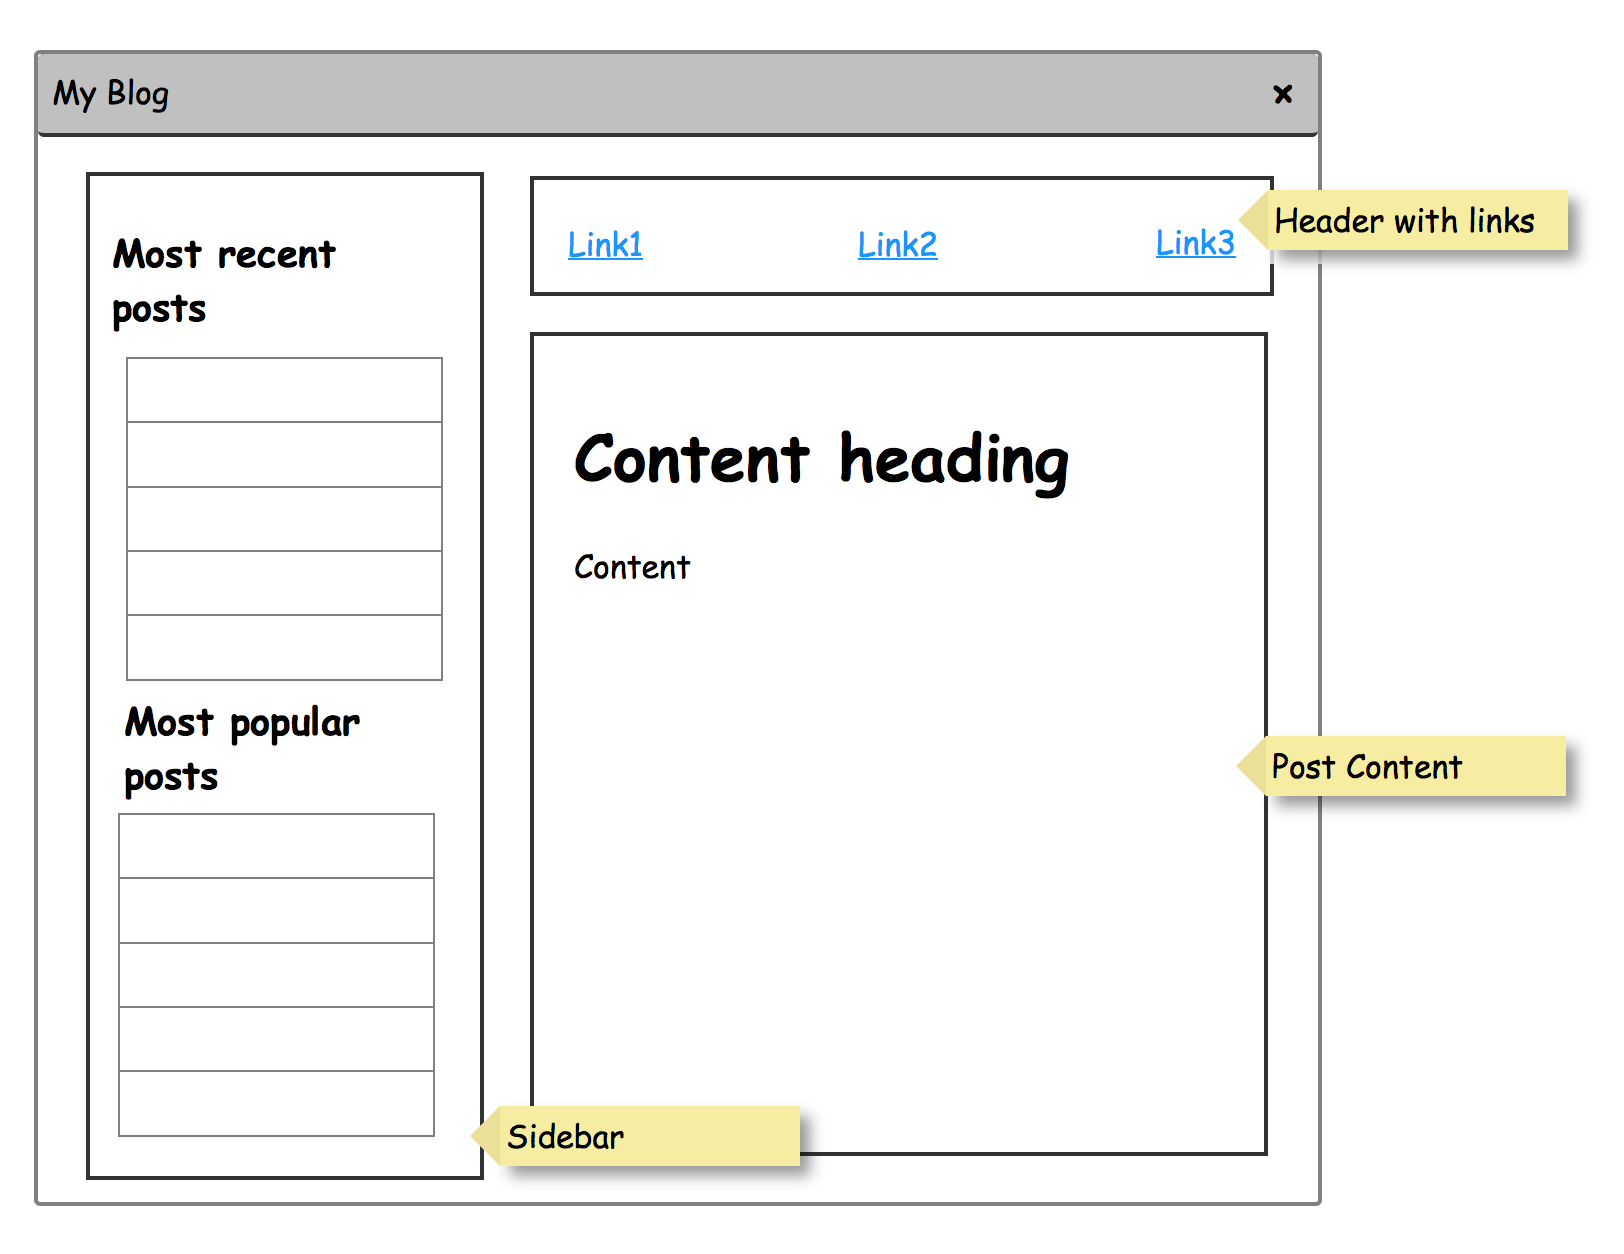 My Blog
×
Most recent
posts
Most popular
posts
Link1 Link2 Link3
Header with links
Content heading
Content
Post Content
Sidebar